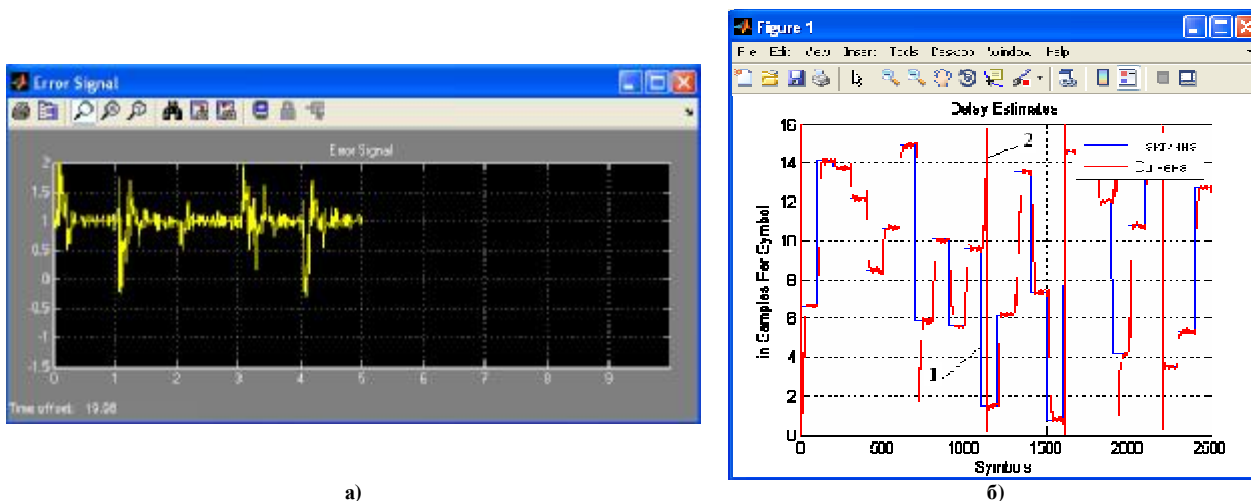 Error Signal
Error Signal
2
1.5
1
0.5
0
-0.5
-1
-1.5
0 1 2 3 4 5 6 7 8 9
Time offset: 19.98
а)
Figure 1
File Edit View Insert Tools Desktop Window Help
Delay Estimates
in Samples Per Symbol
16
14
12
10
8
6
4
2
0
0 500 1000 1500 2000 2500
Symbols
2
1
б)